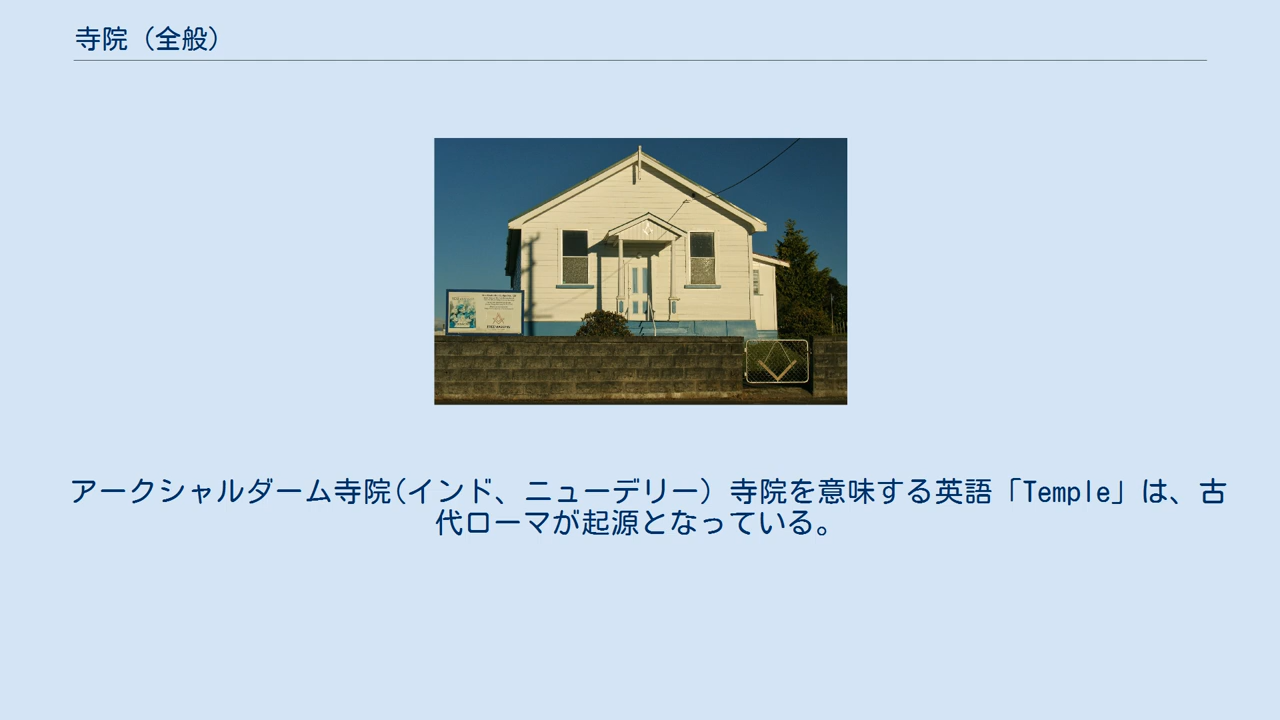 寺院（全般）
アークシャルダーム寺院(インド、ニューデリー）寺院を意味する英語「Temple」は、古
代ローマが起源となっている。